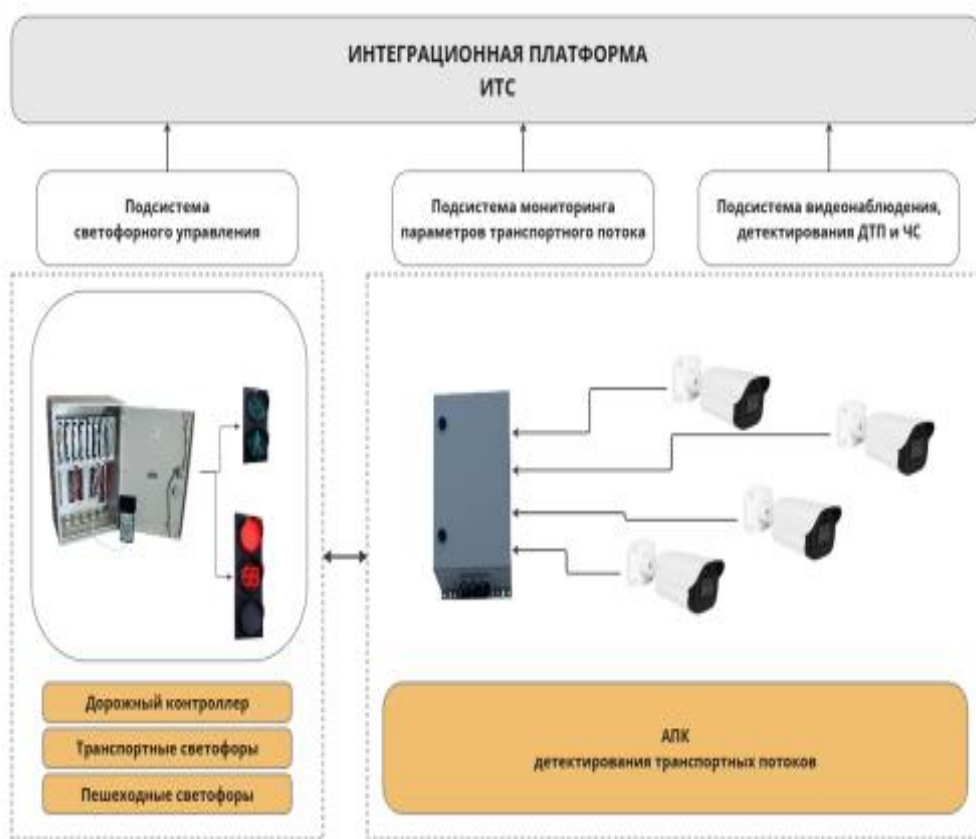 ИНТЕГРАЦИОННАЯ ПЛАТФОРМА
ИТС
Подсистема
светофорного управления
Подсистема мониторинга
параметров транспортного потока
Подсистема видеонаблюдения,
детектирования ДТП и ЧС
Дорожный контроллер
Транспортные светофоры
Пешеходные светофоры
АПК
детектирования транспортных потоков